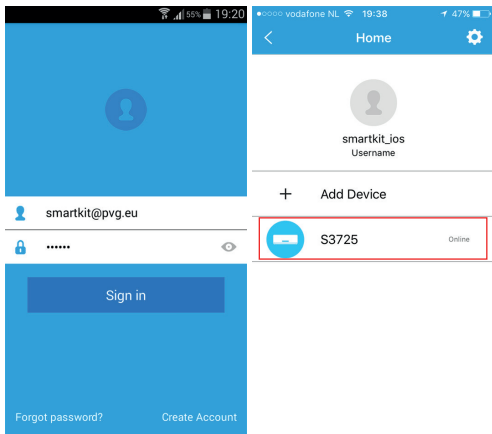 55% 19:20
smartkit@pvg.eu
••••••
Sign in
Forgot password? Create Account
●○○○○ vodafone NL 19:38 47%
Home
smartkit_ios
Username
+ Add Device
S3725 Online